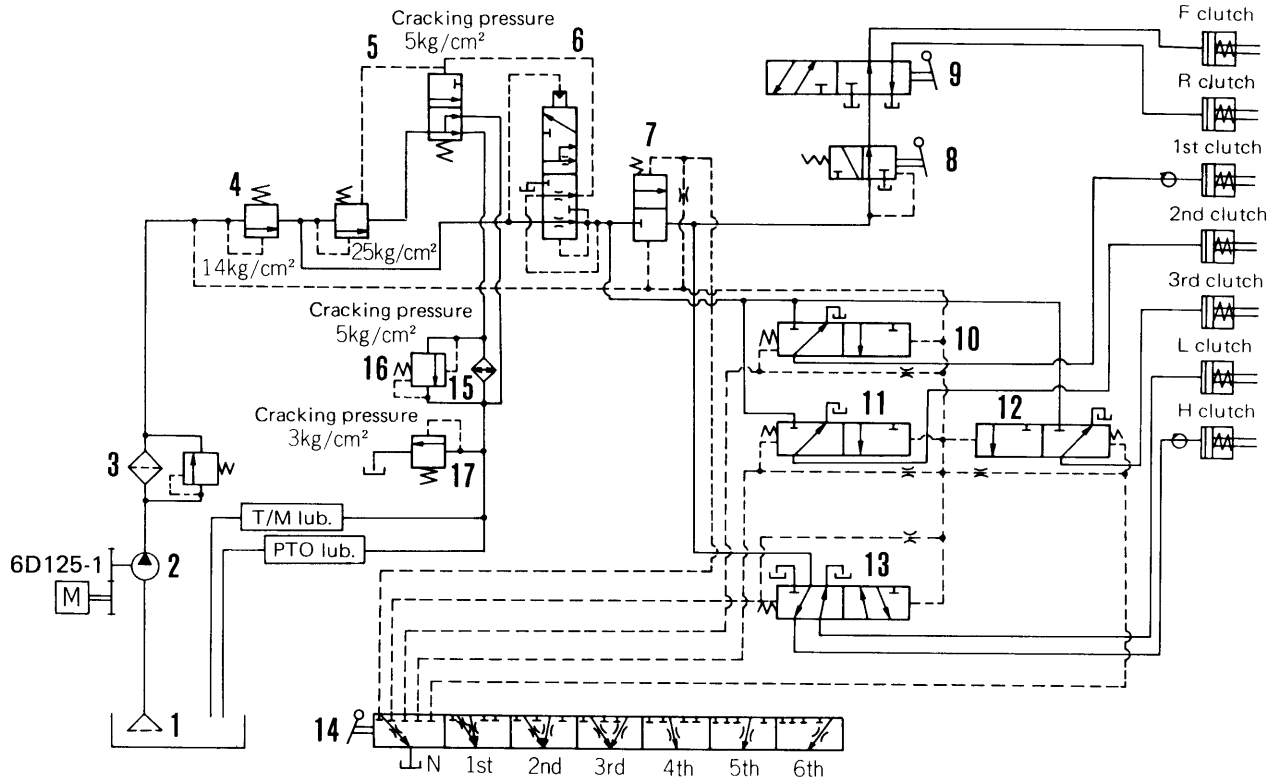 F clutch
Cracking pressure
5kg/cm²
5
6
9
R clutch
7
1st clutch
8
4
2nd clutch
14kg/cm²
25kg/cm²
3rd clutch
Cracking pressure
5kg/cm²
10
L clutch
16
15
11
12
H clutch
Cracking pressure
3kg/cm²
3
17
T/M lub.
PTO lub.
6D125-1
2
13
M
1
14
N
1st
2nd
3rd
4th
5th
6th